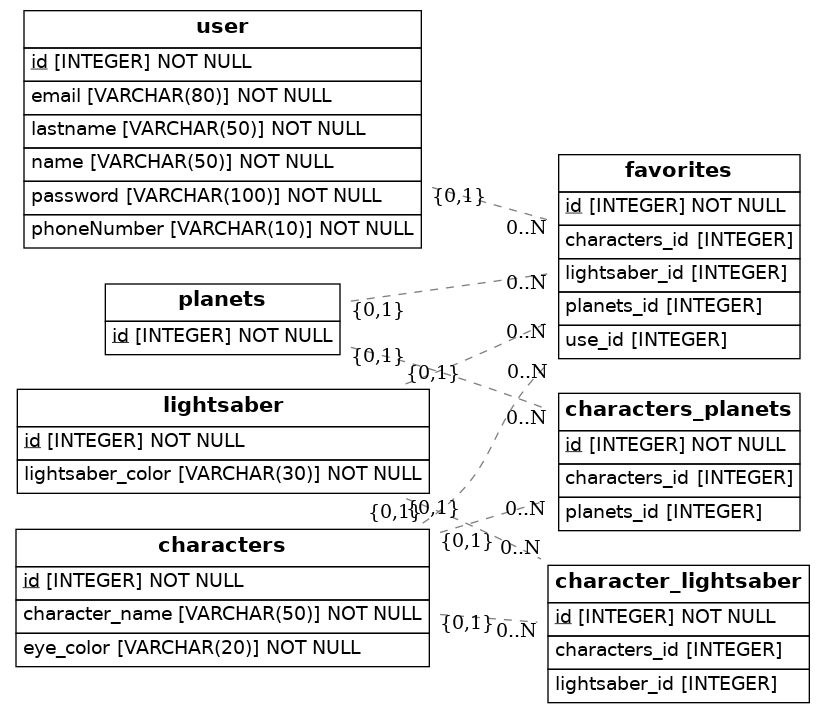 user
id [INTEGER] NOT NULL
email [VARCHAR(80)] NOT NULL
lastname [VARCHAR(50)] NOT NULL
name [VARCHAR(50)] NOT NULL
password [VARCHAR(100)] NOT NULL
phoneNumber [VARCHAR(10)] NOT NULL
{0,1}
0..N
favorites
id [INTEGER] NOT NULL
characters_id [INTEGER]
lightsaber_id [INTEGER]
planets_id [INTEGER]
use_id [INTEGER]
planets
id [INTEGER] NOT NULL
{0,1}
0..N
{0,1}
0..N
lightsaber
id [INTEGER] NOT NULL
lightsaber_color [VARCHAR(30)] NOT NULL
{0,1}
0..N
{0,1}
0..N
characters_planets
id [INTEGER] NOT NULL
characters_id [INTEGER]
planets_id [INTEGER]
characters
id [INTEGER] NOT NULL
character_name [VARCHAR(50)] NOT NULL
eye_color [VARCHAR(20)] NOT NULL
{0,1}
0..N
{0,1}
0..N
{0,1}
0..N
character_lightsaber
id [INTEGER] NOT NULL
characters_id [INTEGER]
lightsaber_id [INTEGER]